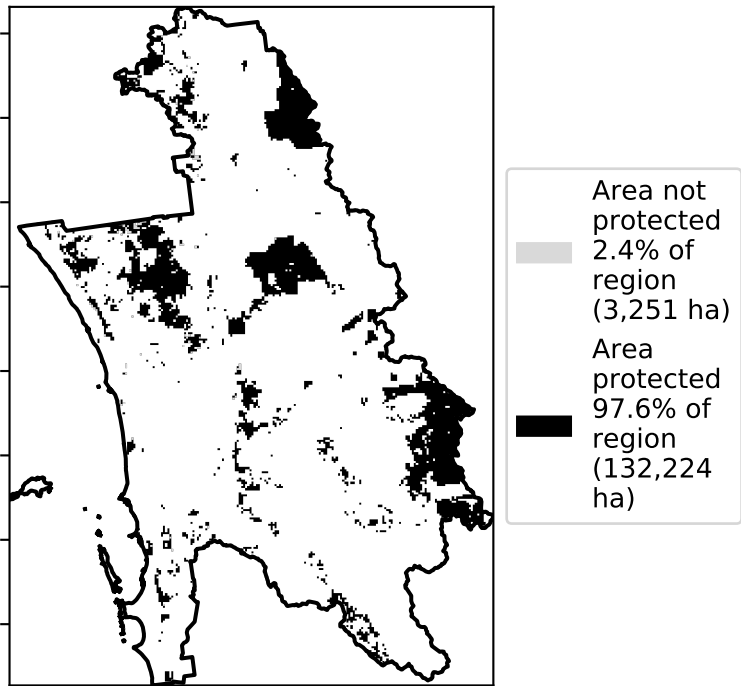 Area not
protected
2.4% of
region
(3,251 ha)
Area
protected
97.6% of
region
(132,224
ha)